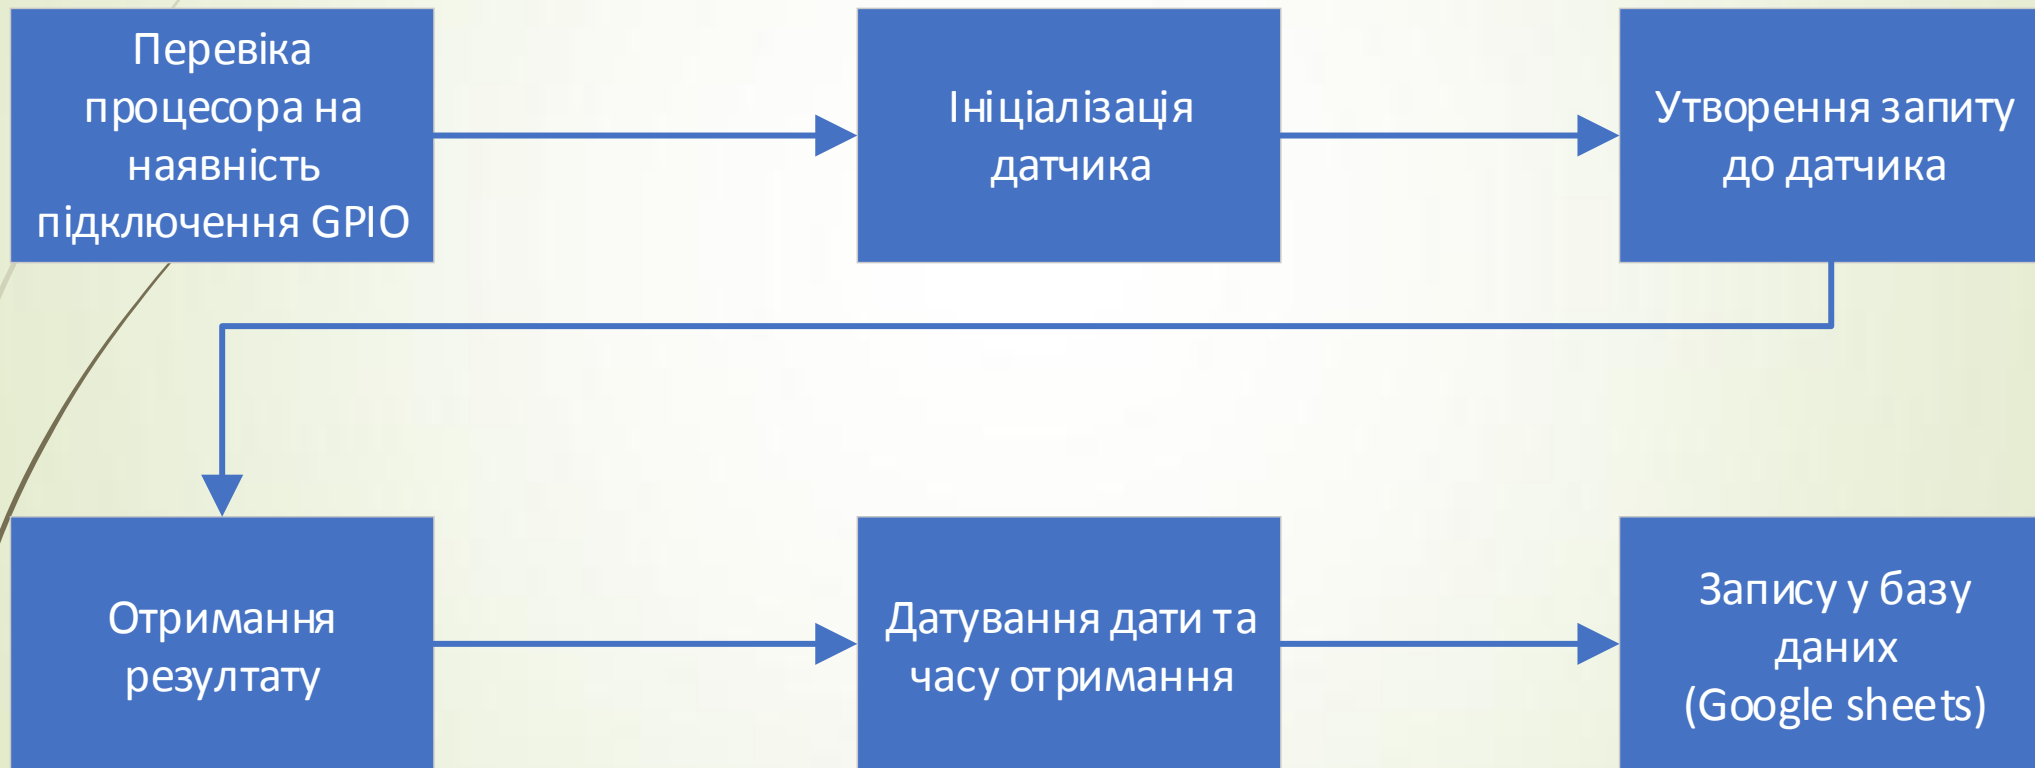 Перевіка
процесора на
наявність
підключення GPIO
Ініціалізація
датчика
Утворення запиту
до датчика
Отримання
резултату
Датування дати та
часу отримання
Запису у базу
даних
(Google sheets)